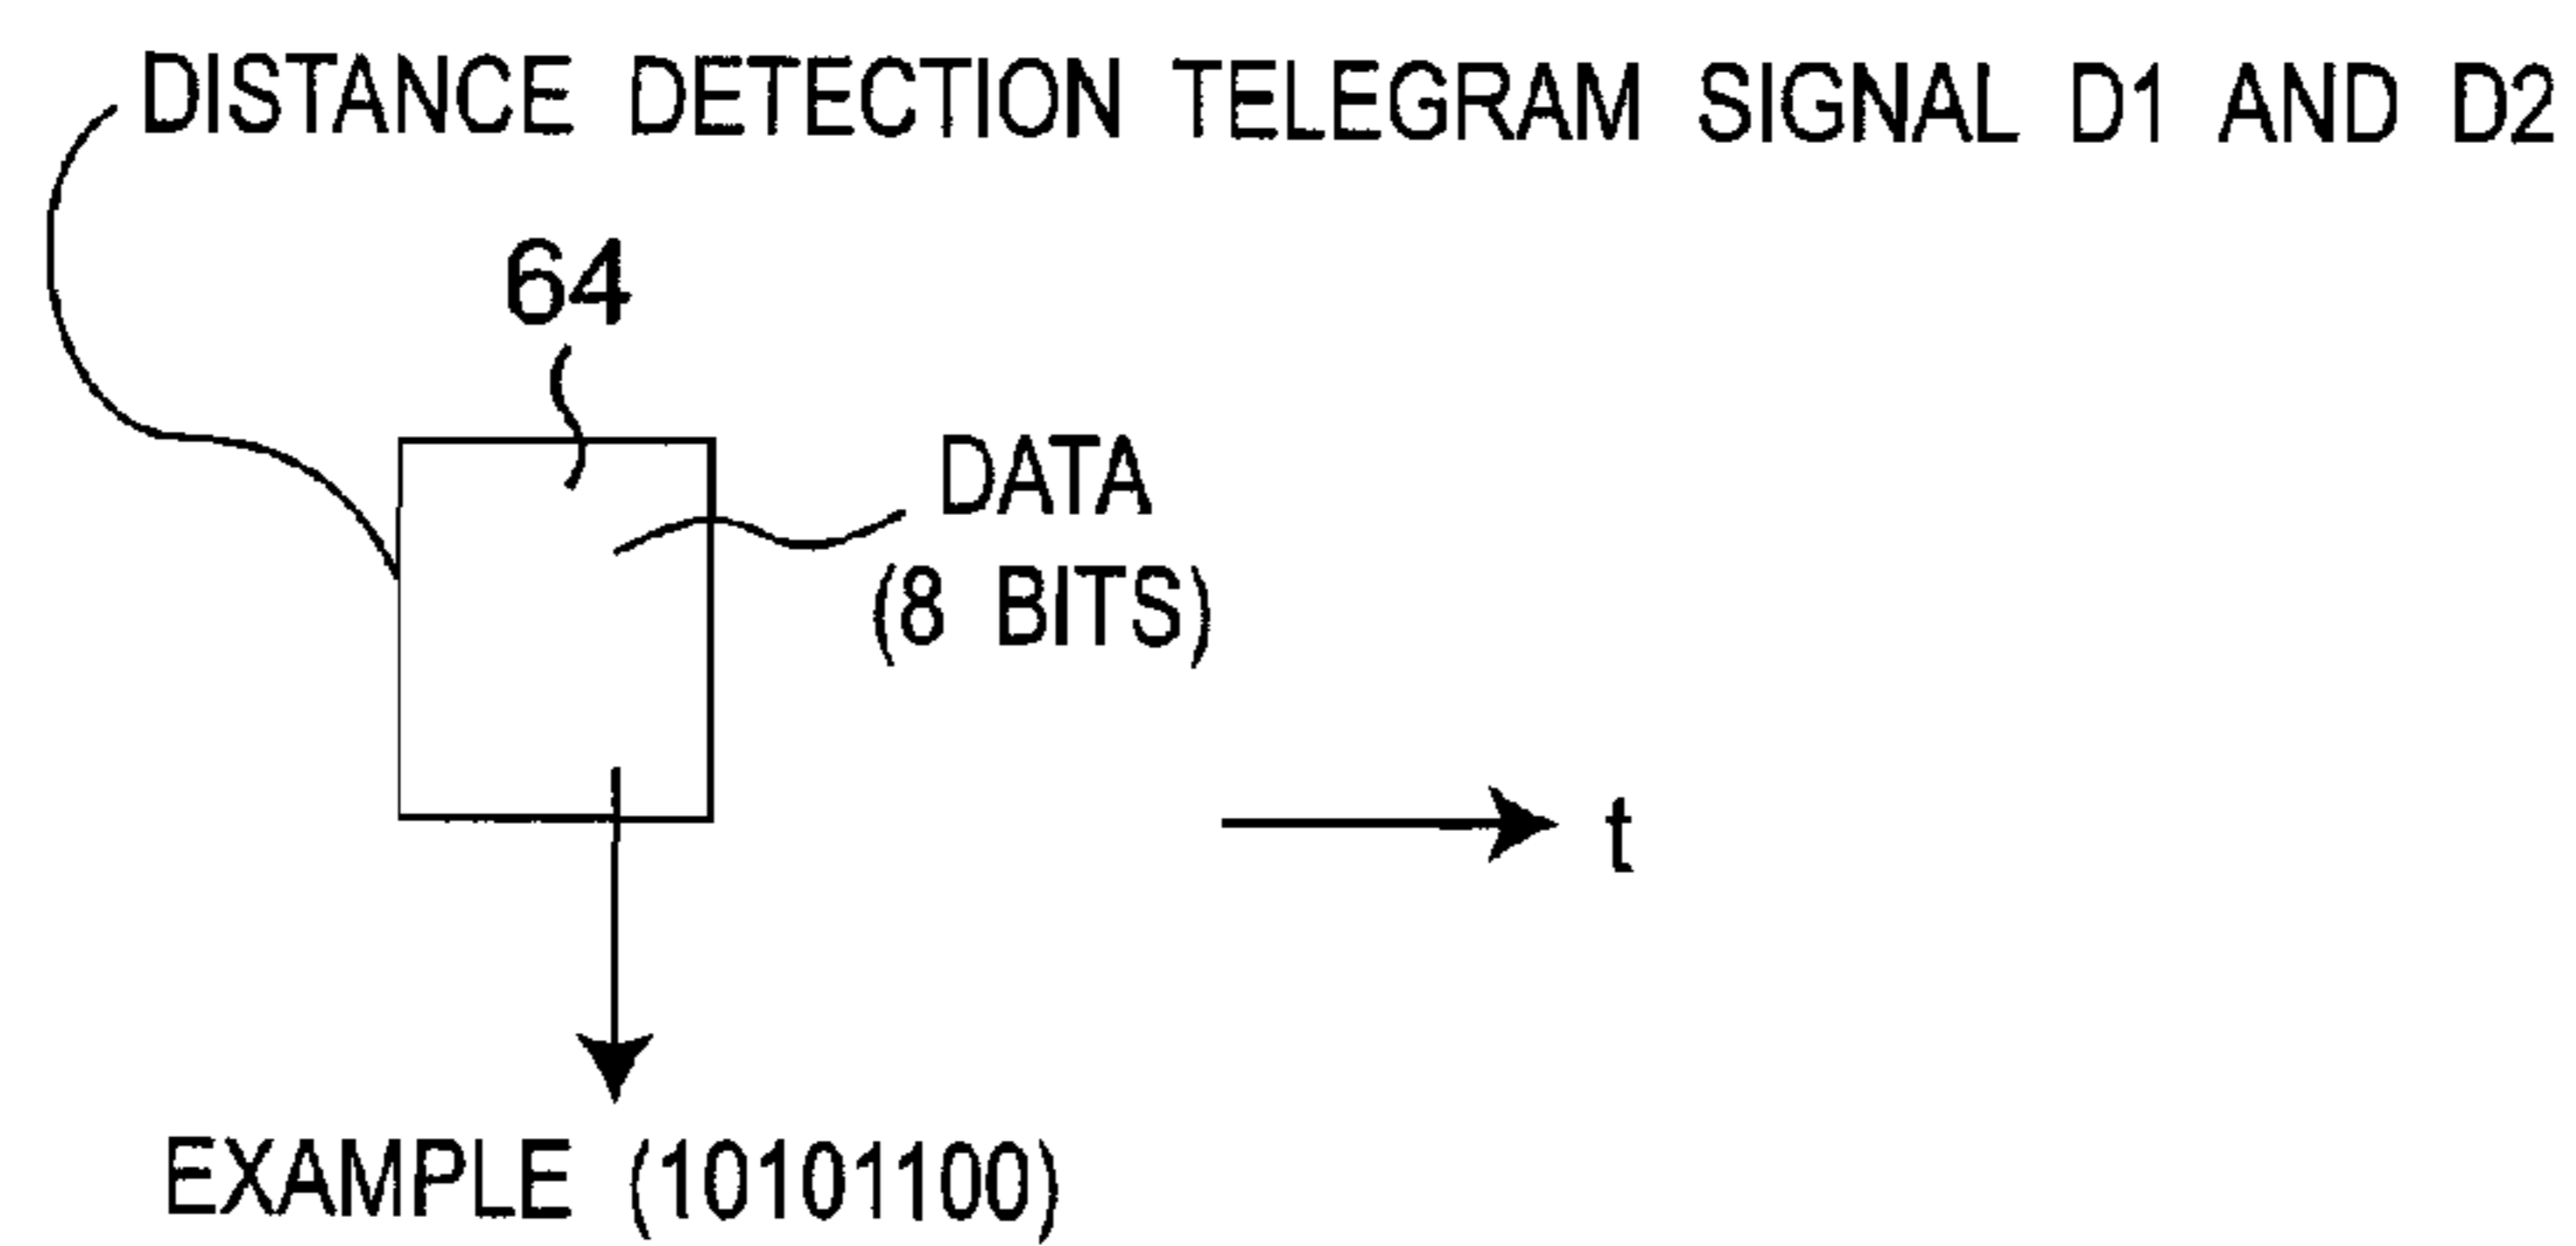 DISTANCE DETECTION TELEGRAM SIGNAL D1 AND D2
64
DATA
(8 BITS)
t
EXAMPLE (10101100)